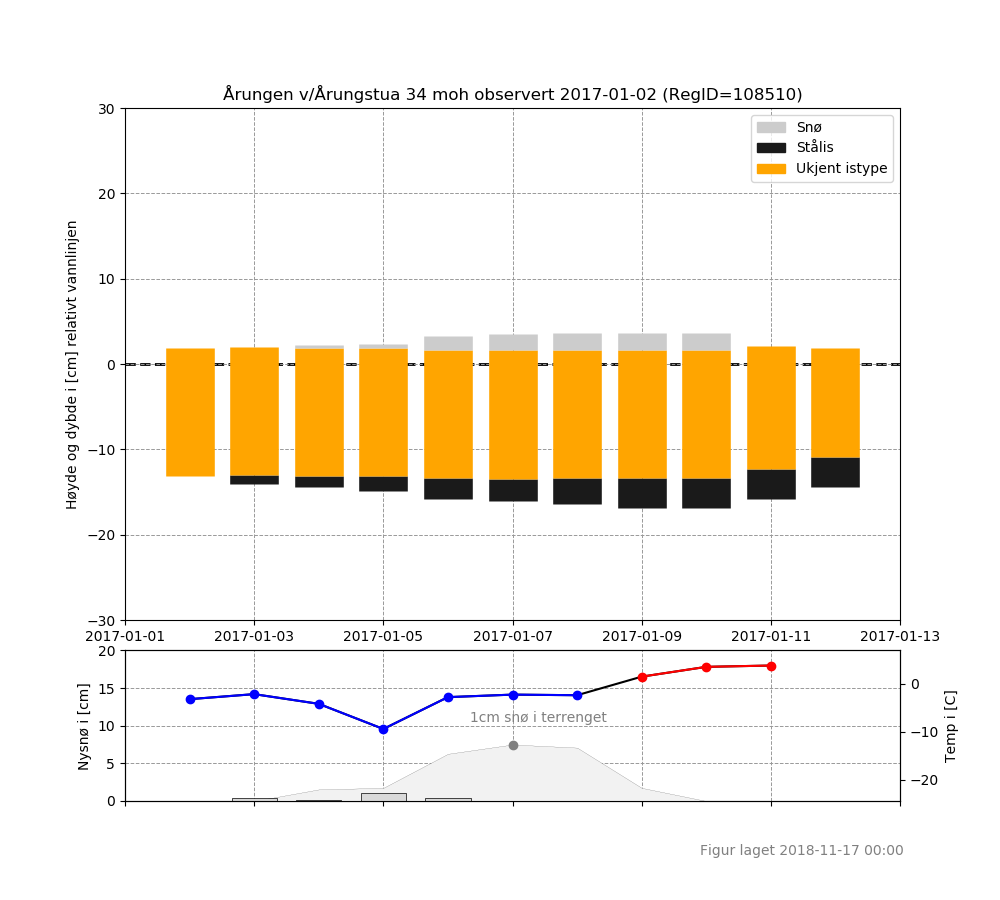 Årungen v/Årungstua 34 moh observert 2017-01-02 (RegID=108510)
Snø
Stålis
Ukjent istype
Høyde og dybde i [cm] relativt vannlinjen
30
20
10
0
−10
−20
−30
2017-01-01 2017-01-03 2017-01-05 2017-01-07 2017-01-09 2017-01-11 2017-01-13
Nysnø i [cm]
20
15
10
5
0
1cm snø i terrenget
0
−10
−20
Temp i [C]
Figur laget 2018-11-17 00:00